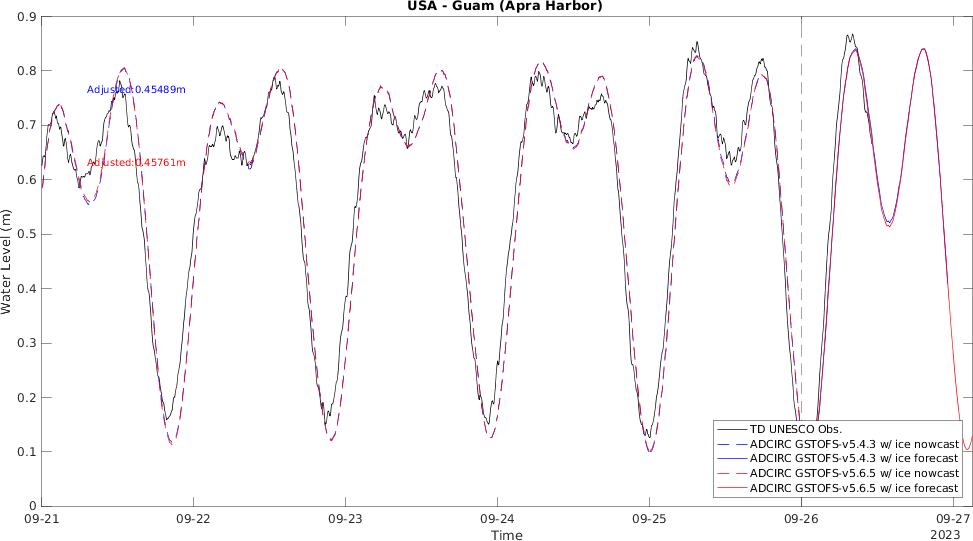 USA - Guam (Apra Harbor)
0.9
0.8
0.7
0.6
0.5
0.4
0.3
0.2
0.1
0
Water Level (m)
Adjusted:0.45489m
Adjusted:0.45761m
TD UNESCO Obs.
ADCIRC GSTOFS-v5.4.3 w/ ice nowcast
ADCIRC GSTOFS-v5.4.3 w/ ice forecast
ADCIRC GSTOFS-v5.6.5 w/ ice nowcast
ADCIRC GSTOFS-v5.6.5 w/ ice forecast
09-21 09-22 09-23 09-24 09-25 09-26 09-27
2023
Time